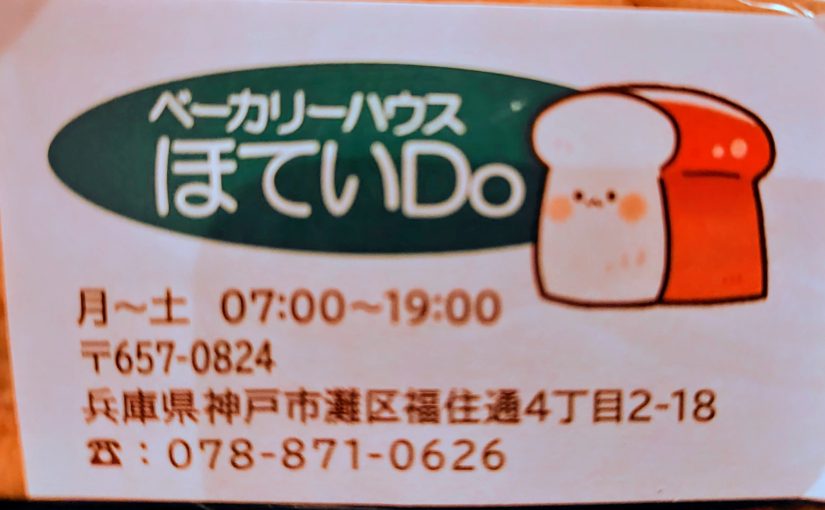 ベーカリーハウス
ほていDo
月～土 07:00～19:00
〒657-0824
兵庫県神戸市灘区福住通4丁目2-18
☎：078-871-0626